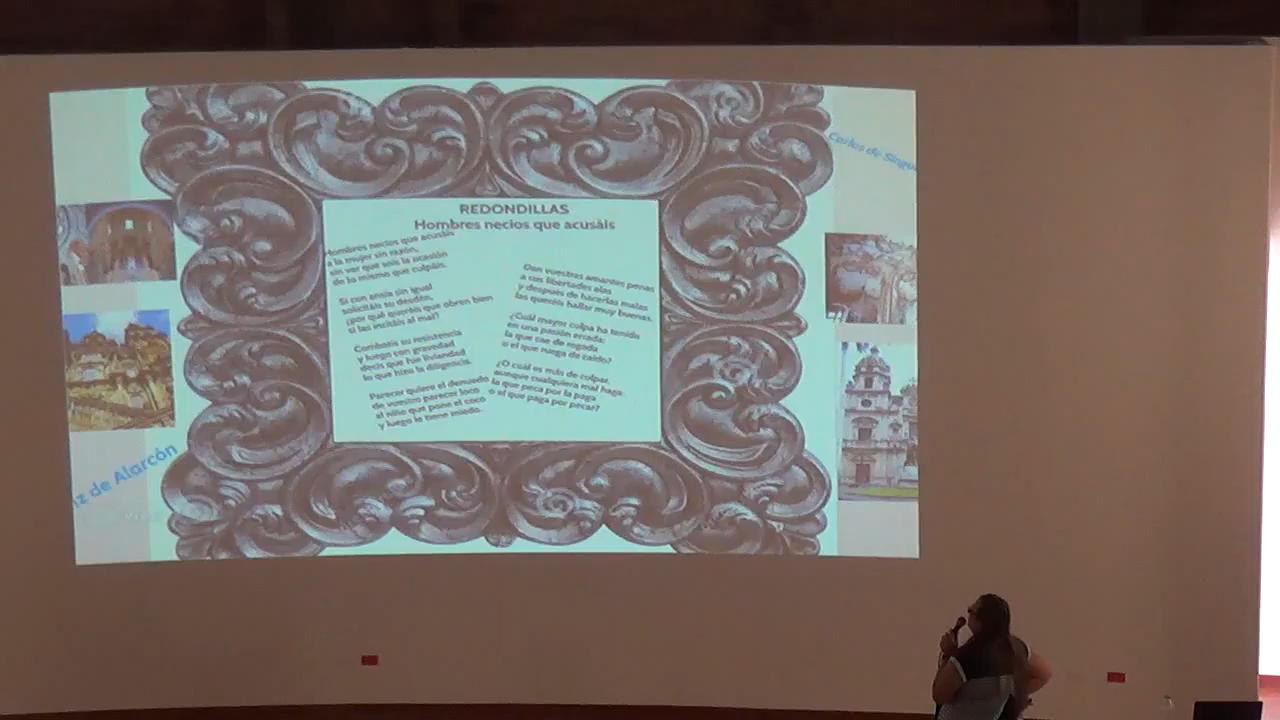 REDONDILLAS
Hombres necios que acusáis
Hombres necios que acusáis
a la mujer sin razón,
sin ver que sois la ocasión
de lo mismo que culpáis.
Si con ansia sin igual
solicitáis su desdén,
¿por qué queréis que obren bien
si las incitáis al mal?
Combatís su resistencia
y luego con gravedad
decís que fue liviandad
lo que hizo la diligencia.
Parecer quiere el denuedo
de vuestro parecer loco
el niño que pone el coco
y luego le tiene miedo.
Dan vuestras amantes penas
a sus libertades alas
y después de hacerlas malas
las queréis hallar muy buenas.
¿Cuál mayor culpa ha tenido
en una pasión errada:
la que cae de rogada
o el que ruega de caído?
¿O cuál es más de culpar,
aunque cualquiera mal haga:
la que peca por la paga
o el que paga por pecar?
Carlos de Sigü
iz de Alarcón